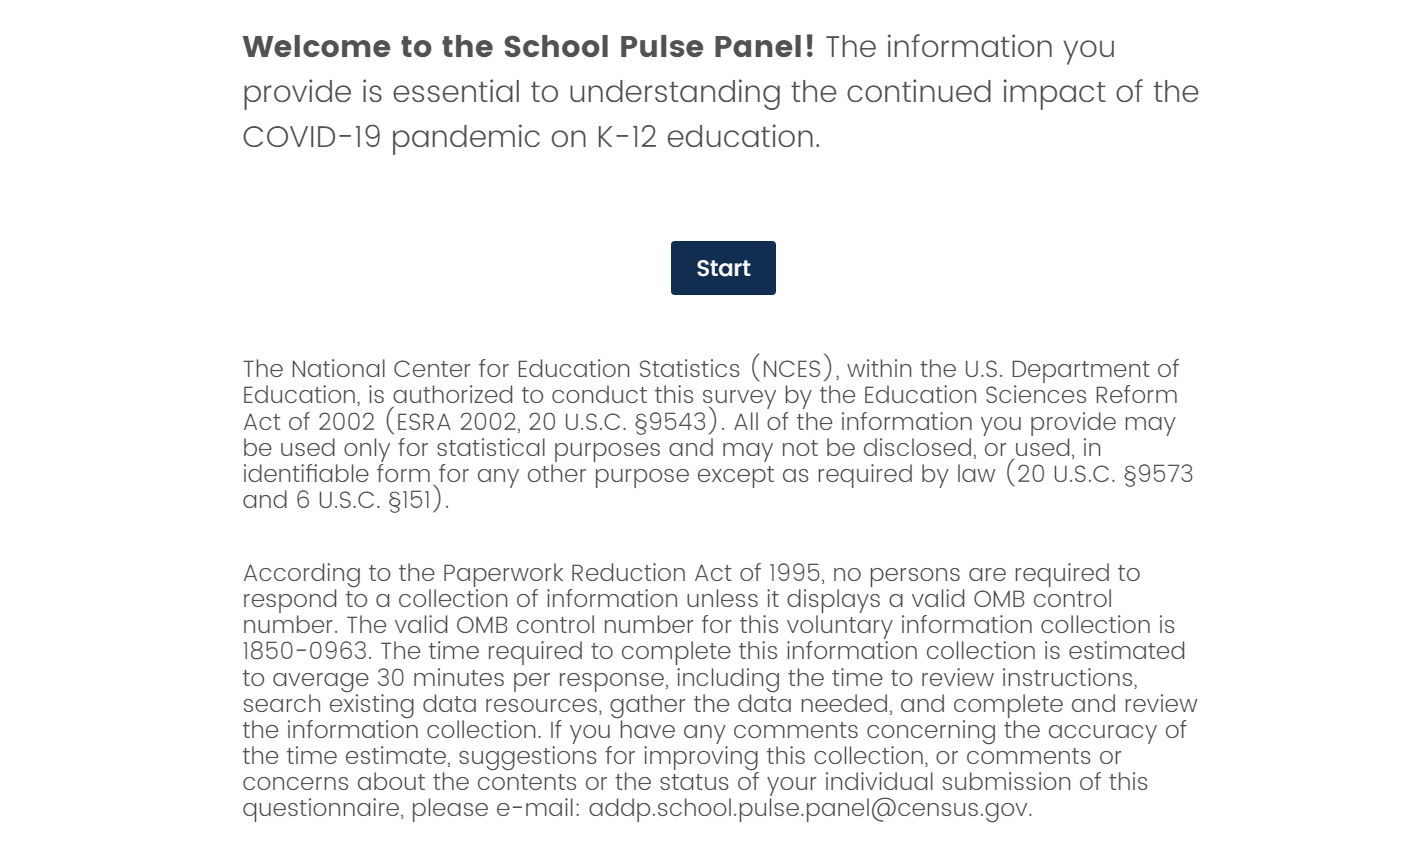 Welcome to the School Pulse Panel! The information you
provide is essential to understanding the continued impact of the
COVID-19 pandemic on K-12 education.
Start
The National Center for Education Statistics (NCES), within the U.S. Department of
Education, is authorized to conduct this survey by the Education Sciences Reform
Act of 2002 (ESRA 2002, 20 U.S.C. §9543). All of the information you provide may
be used only for statistical purposes and may not be disclosed, or used, in
identifiable form for any other purpose except as required by law (20 U.S.C. §9573
and 6 U.S.C. §151).
According to the Paperwork Reduction Act of 1995, no persons are required to
respond to a collection of information unless it displays a valid OMB control
number. The valid OMB control number for this voluntary information collection is
1850-0963. The time required to complete this information collection is estimated
to average 30 minutes per response, including the time to review instructions,
search existing data resources, gather the data needed, and complete and review
the information collection. If you have any comments concerning the accuracy of
the time estimate, suggestions for improving this collection, or comments or
concerns about the contents or the status of your individual submission of this
questionnaire, please e-mail: addp.school.pulse.panel@census.gov.